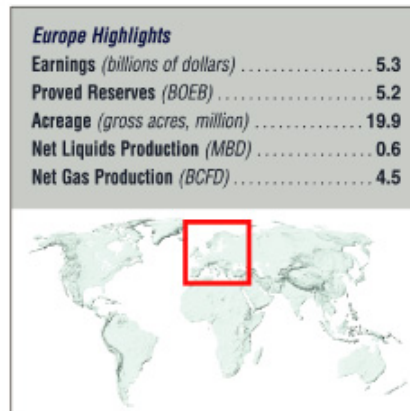 Europe Highlights
Earnings (billions of dollars) ................. 5.3
Proved Reserves (BOEB) ................... 5.2
Acreage (gross acres, million) ............... 19.9
Net Liquids Production (MBD) .............. 0.6
Net Gas Production (BCFD) ................. 4.5